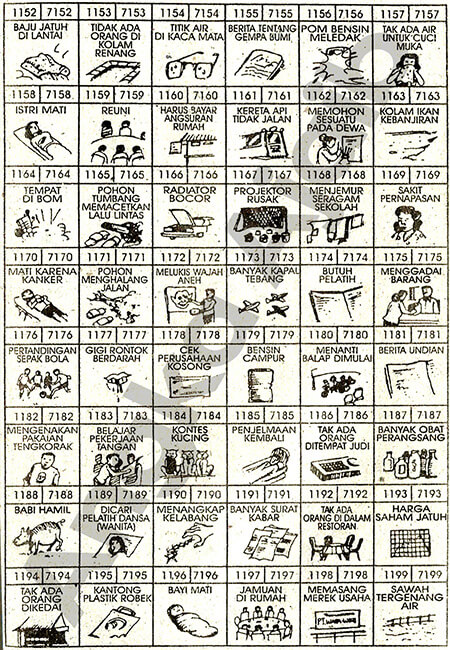 1152 7152 1153 7153 1154 7154 1155 7155 1156 7156 1157 7157
BAJU JATUH
DI LANTAI
TIDAK ADA
ORANG DI
KOLAM
RENANG
TITIK AIR
DI KACA MATA
BERITA TENTANG
GEMPA BUMI
POM BENSIN
MELEDAK
TAK ADA AIR
UNTUK CUCI
MUKA
1158 7158 1159 7159 1160 7160 1161 7161 1162 7162 1163 7163
ISTRI MATI
REUNI
HARUS BAYAR
ANGSURAN
RUMAH
KERETA API
TIDAK JALAN
MEMOHON
SESUATU
PADA DEWA
KOLAM IKAN
KEBANJIRAN
1164 7164 1165 7165 1166 7166 1167 7167 1168 7168 1169 7169
TEMPAT
DI BOM
POHON
TUMBANG
MEMACETKAN
LALU LINTAS
RADIATOR
BOCOR
PROJEKTOR
RUSAK
MENJEMUR
SERAGAM
SEKOLAH
SAKIT
PERNAPASAN
1170 7170 1171 7171 1172 7172 1173 7173 1174 7174 1175 7175
MATI KARENA
KANKER
POHON
MENGHALANG
JALAN
MELUKIS WAJAH
ANEH
BANYAK KAPAL
TEBANG
BUTUH
PELATIH
MENGGADAI
BARANG
1176 7176 1177 7177 1178 7178 1179 7179 1180 7180 1181 7181
PERTANDINGAN
SEPAK BOLA
GIGI RONTOK
BERDARAH
CEK
PERUSAHAAN
KOSONG
BENSIN
CAMPUR
MENANTI
BALAP DIMULAI
BERITA UNDIAN
1182 7182 1183 7183 1184 7184 1185 7185 1186 7186 1187 7187
MENGENAKAN
PAKAIAN
TENGKORAK
BELAJAR
PEKERJAAN
TANGAN
KONTES
KUCING
PENJELMAAN
KEMBALI
TAK ADA
ORANG
DITEMPAT JUDI
BANYAK OBAT
PERANGSANG
1188 7188 1189 7189 1190 7190 1191 7191 1192 7192 1193 7193
BABI HAMIL
DICARI
PELATIH DANSA
(WANITA)
MENANGKAP
KELABANG
BANYAK SURAT
KABAR
TAK ADA
ORANG DI DALAM
RESTORAN
HARGA
SAHAM JATUH
1194 7194 1195 7195 1196 7196 1197 7197 1198 7198 1199 7199
TAK ADA
ORANG
DIKEDAI
KANTONG
PLASTIK ROBEK
BAYI MATI
JAMUAN
DI RUMAH
MEMASANG
MEREK USAHA
SAWAH
TERGENANG
AIR